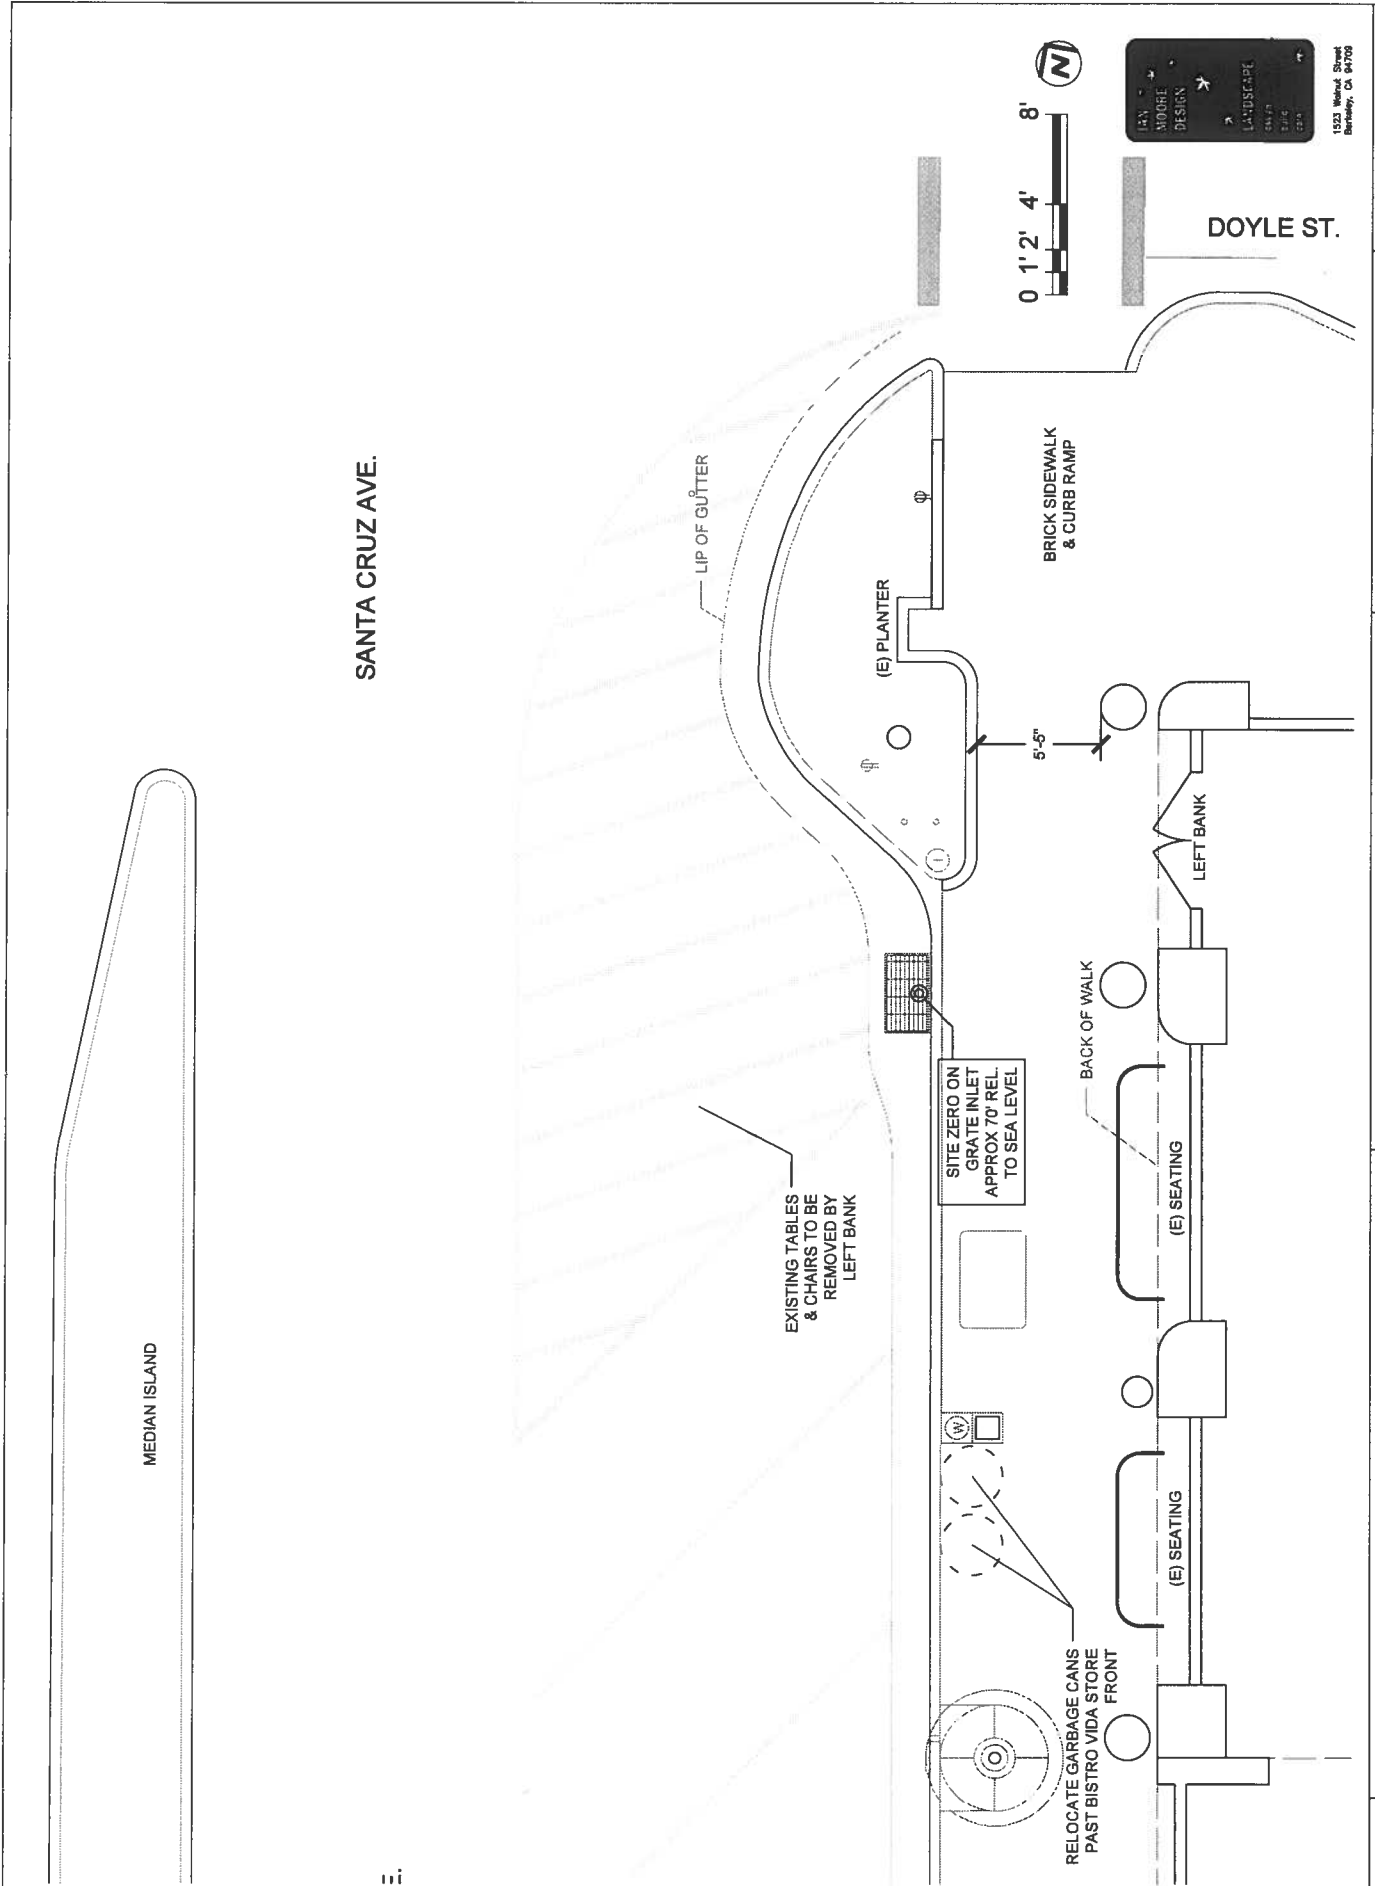 SANTA CRUZ AVE.
MEDIAN ISLAND
LIP OF GUTTER
(E) PLANTER
BRICK SIDEWALK
& CURB RAMP
DOYLE ST.
0 1' 2' 4' 8'
N
IAN
MOORE
DESIGN
LANDSCAPE
1523 Walnut Street
Berkeley, CA 94709
5'-5"
LEFT BANK
BACK OF WALK
SITE ZERO ON
GRATE INLET
APPROX 70' REL.
TO SEA LEVEL
EXISTING TABLES
& CHAIRS TO BE
REMOVED BY
LEFT BANK
(E) SEATING
(E) SEATING
W
RELOCATE GARBAGE CANS
PAST BISTRO VIDA STORE
FRONT
E.